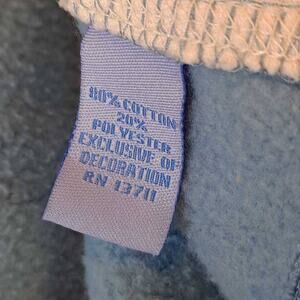 80% COTTON
20%
POLYESTER
EXCLUSIVE OF
DECORATION
RN 13711